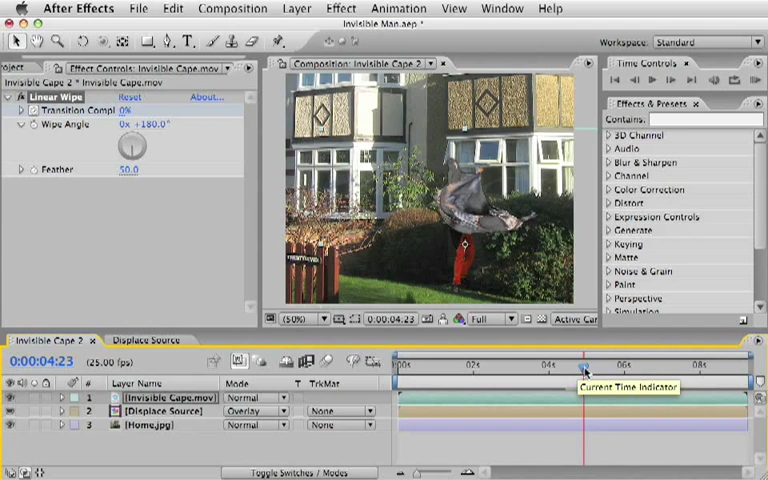 After Effects File Edit Composition Layer Effect Animation View Window Help
Invisible Man.aep *
Workspace: Standard
roject Effect Controls: Invisible Cape.mov
Composition: Invisible Cape 2
Time Controls
Invisible Cape 2 * Invisible Cape.mov
Linear Wipe Reset About...
Transition Compl 0%
Wipe Angle 0x +180.0°
Feather 50.0
Effects & Presets
Contains:
3D Channel
Audio
Blur & Sharpen
Channel
Color Correction
Distort
Expression Controls
Generate
Keying
Matte
Noise & Grain
Paint
Perspective
Simulation
(50%) 0:00:04:23 Full Active Car
Invisible Cape 2 Displace Source
0:00:04:23 (25.00 fps)
:00s 02s 04s 06s 08s
Current Time Indicator
# Layer Name Mode T TrkMat
1 [Invisible Cape.mov] Normal
2 [Displace Source] Overlay None
3 [Home.jpg] Normal None
Toggle Switches / Modes